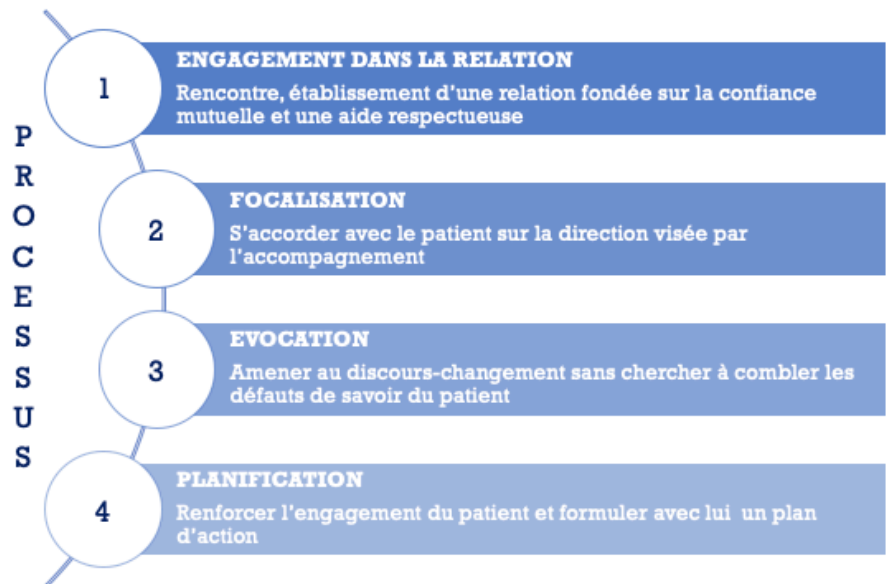 PROCESSUS
1
ENGAGEMENT DANS LA RELATION
Rencontre, établissement d'une relation fondée sur la confiance
mutuelle et une aide respectueuse
2
FOCALISATION
S'accorder avec le patient sur la direction visée par
l'accompagnement
3
EVOCATION
Amener au discours-changement sans chercher à combler les
défauts de savoir du patient
4
PLANIFICATION
Renforcer l'engagement du patient et formuler avec lui un plan
d'action